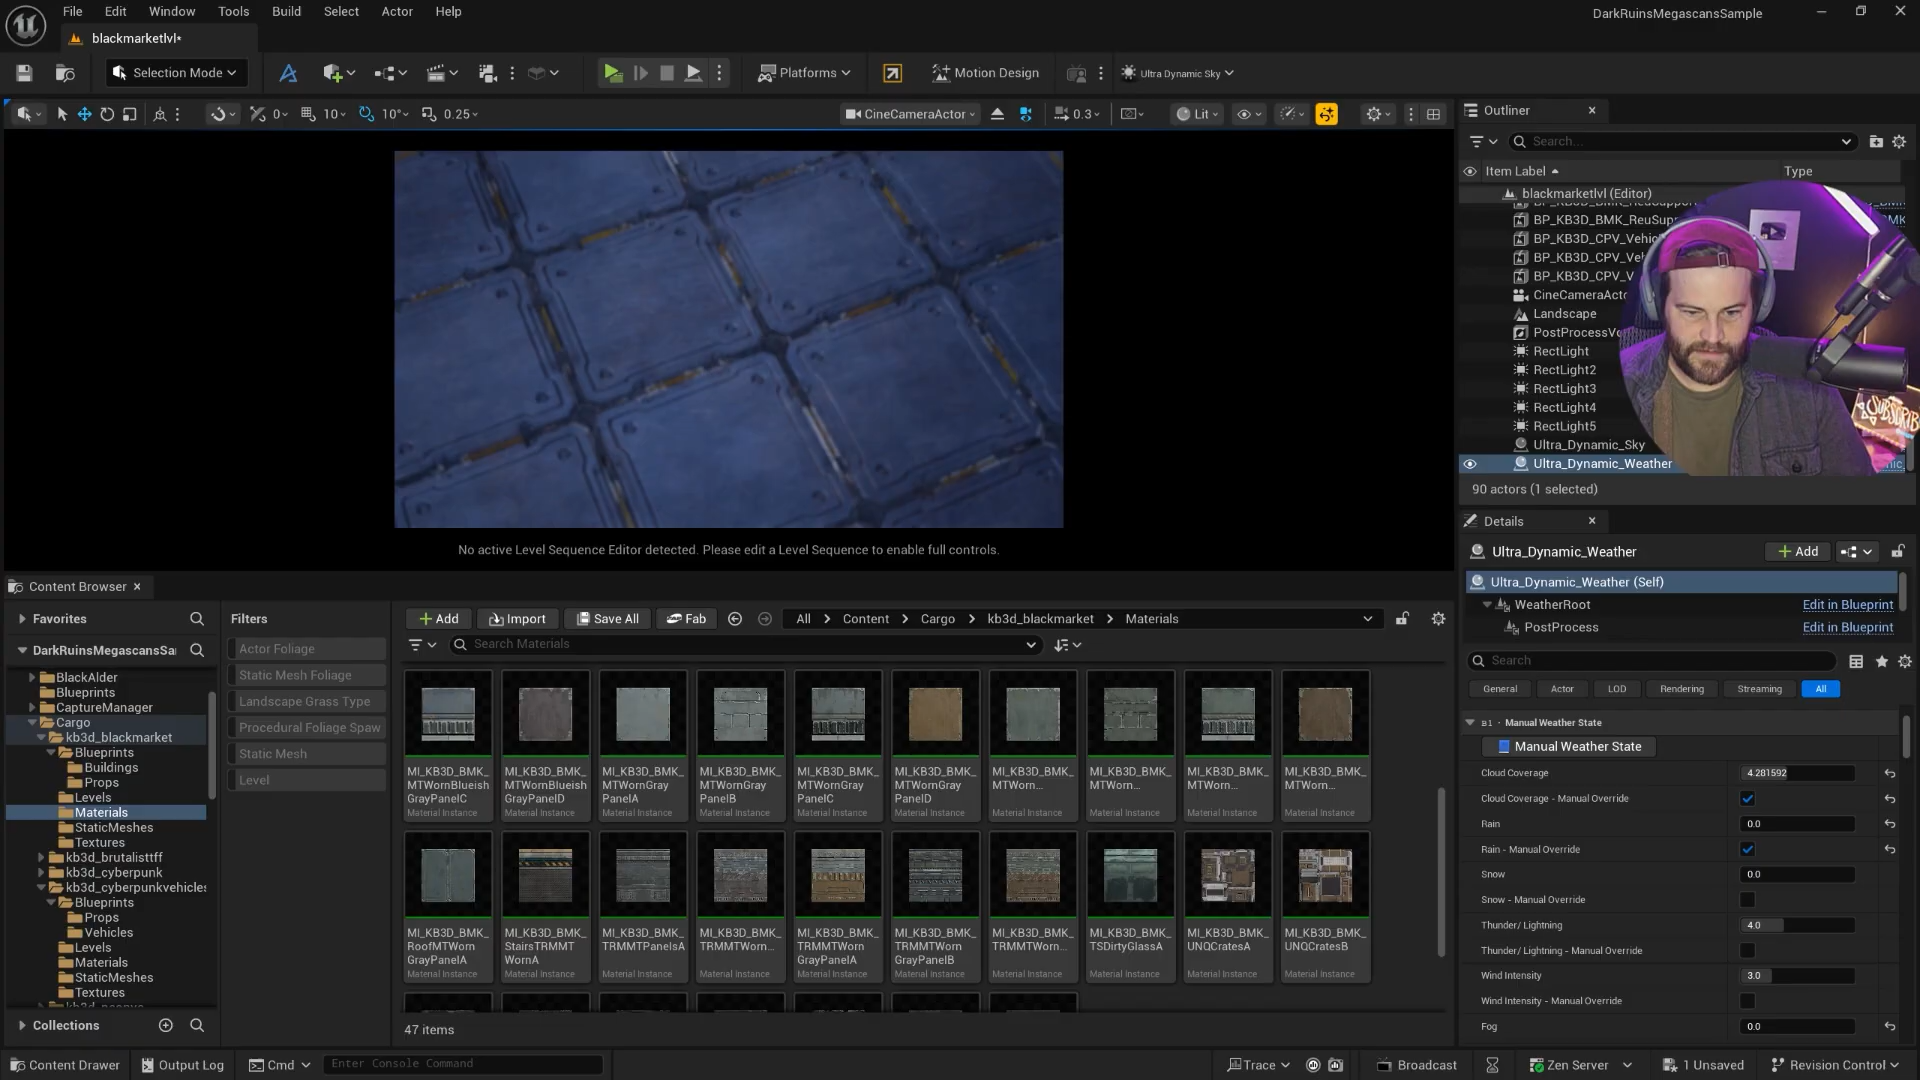 File Edit Window Tools Build Select Actor Help
DarkRuinsMegascansSample
blackmarketlvl*
Selection Mode
Platforms
Motion Design
Ultra Dynamic Sky
0
10
10°
0.25
CineCameraActor
0.3
Lit
No active Level Sequence Editor detected. Please edit a Level Sequence to enable full controls.
Outliner
Search...
Item Label
Type
blackmarketlvl (Editor)
BP_KB3D_BMK_ReuSuppor
BP_KB3D_BMK_ReuSup
BP_KB3D_CPV_Vehic
BP_KB3D_CPV_Veh
BP_KB3D_CPV_V
CineCameraActo
Landscape
PostProcessVo
RectLight
RectLight2
RectLight3
RectLight4
RectLight5
Ultra_Dynamic_Sky
Ultra_Dynamic_Weather
90 actors (1 selected)
SUBSCRIBE
Details
Ultra_Dynamic_Weather
Add
Ultra_Dynamic_Weather (Self)
WeatherRoot Edit in Blueprint
PostProcess Edit in Blueprint
Search
General Actor LOD Rendering Streaming All
B1 · Manual Weather State
Manual Weather State
Cloud Coverage 4.281592
Cloud Coverage - Manual Override
Rain 0.0
Rain - Manual Override
Snow 0.0
Snow - Manual Override
Thunder/ Lightning 4.0
Thunder/ Lightning - Manual Override
Wind Intensity 3.0
Wind Intensity - Manual Override
Fog 0.0
Content Browser
Favorites
DarkRuinsMegascansSa
BlackAlder
Blueprints
CaptureManager
Cargo
kb3d_blackmarket
Blueprints
Buildings
Props
Levels
Materials
StaticMeshes
Textures
kb3d_brutalisttff
kb3d_cyberpunk
kb3d_cyberpunkvehicles
Blueprints
Props
Vehicles
Levels
Materials
StaticMeshes
Textures
Collections
Filters
Actor Foliage
Static Mesh Foliage
Landscape Grass Type
Procedural Foliage Spaw
Static Mesh
Level
Add
Import
Save All
Fab
All Content Cargo kb3d_blackmarket Materials
Search Materials
MI_KB3D_BMK_ MI_KB3D_BMK_ MI_KB3D_BMK_ MI_KB3D_BMK_ MI_KB3D_BMK_ MI_KB3D_BMK_ MI_KB3D_BMK_ MI_KB3D_BMK_ MI_KB3D_BMK_ MI_KB3D_BMK_
MTWornBlueish MTWornBlueish MTWornGray MTWornGray MTWornGray MTWornGray MTWorn... MTWorn... MTWorn... MTWorn...
GrayPanelC GrayPanelD PanelA PanelB PanelC PanelD
Material Instance Material Instance Material Instance Material Instance Material Instance Material Instance Material Instance Material Instance Material Instance Material Instance
MI_KB3D_BMK_ MI_KB3D_BMK_ MI_KB3D_BMK_ MI_KB3D_BMK_ MI_KB3D_BMK_ MI_KB3D_BMK_ MI_KB3D_BMK_ MI_KB3D_BMK_ MI_KB3D_BMK_ MI_KB3D_BMK_
RoofMTWorn StairsTRMMT TRMMTPanelsA TRMMTWorn... TRMMTWorn TRMMTWorn TRMMTWorn... TSDirtyGlassA UNQCratesA UNQCratesB
GrayPanelA WornA GrayPanelA GrayPanelB
Material Instance Material Instance Material Instance Material Instance Material Instance Material Instance Material Instance Material Instance Material Instance Material Instance
47 items
Content Drawer
Output Log
Cmd
Enter Console Command
Trace
Broadcast
Zen Server
1 Unsaved
Revision Control